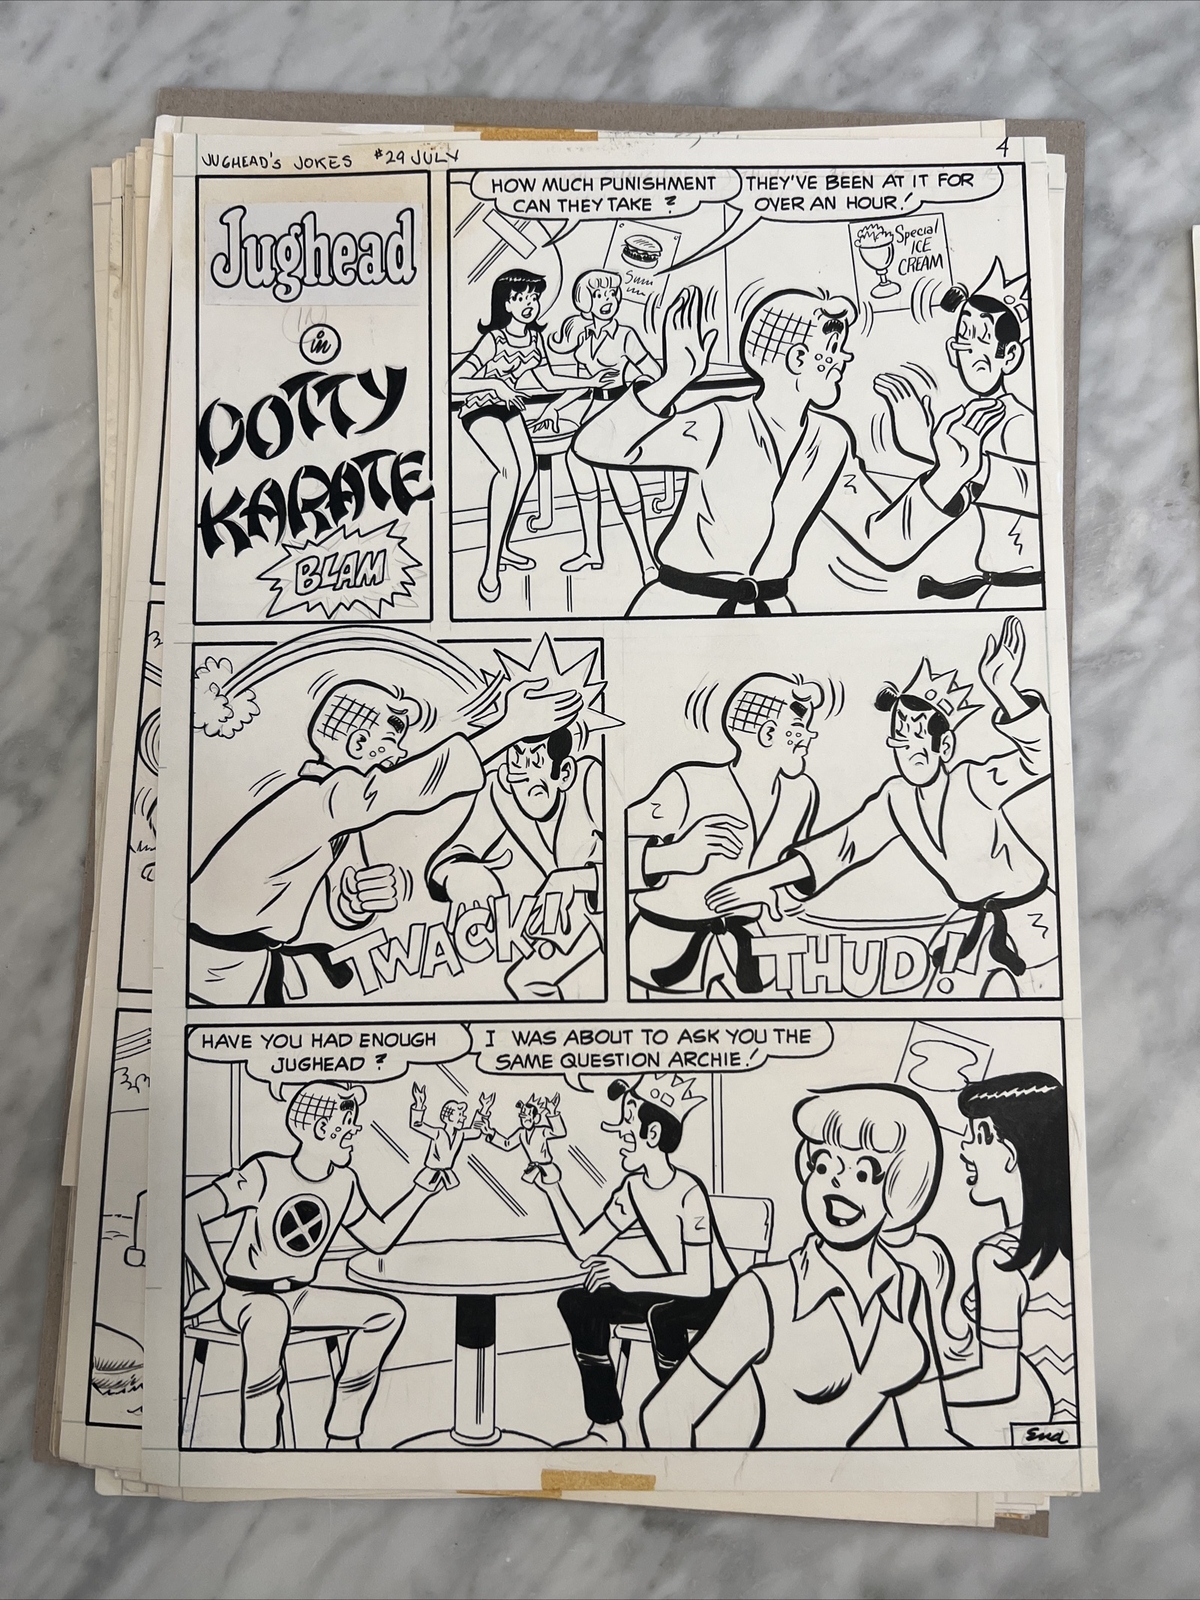 JUGHEAD'S JOKES #29 JULY
4
Jughead
in
DOTTY
KARATE
BLAM
HOW MUCH PUNISHMENT
CAN THEY TAKE ?
THEY'VE BEEN AT IT FOR
OVER AN HOUR!
Special
ICE
CREAM
TWACK!!
THUD!
HAVE YOU HAD ENOUGH
JUGHEAD ?
I WAS ABOUT TO ASK YOU THE
SAME QUESTION ARCHIE!
End